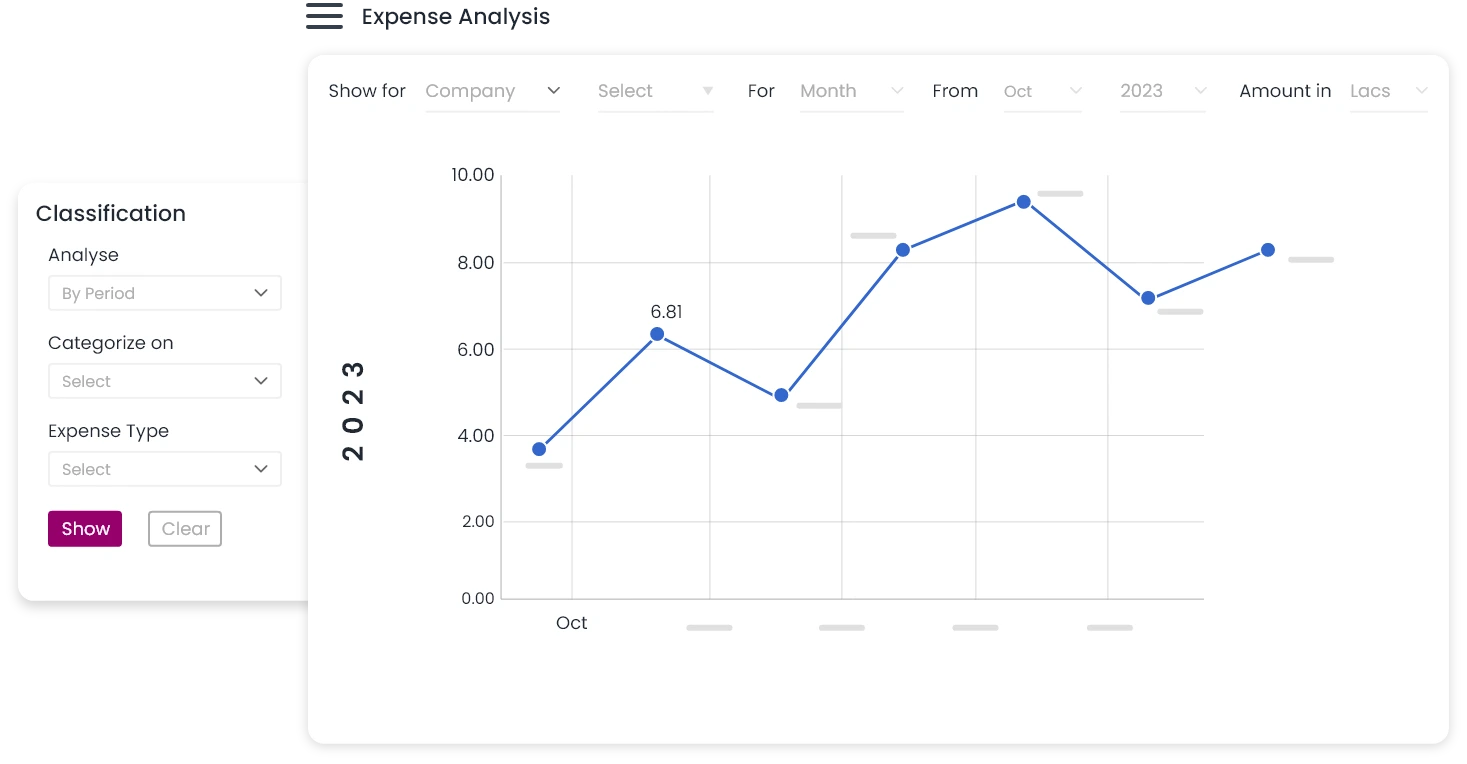 Expense Analysis
Show for Company Select For Month From Oct 2023 Amount in Lacs
Classification
Analyse
By Period
Categorize on
Select
Expense Type
Select
Show Clear
2023
10.00
8.00
6.00
4.00
2.00
0.00
6.81
Oct